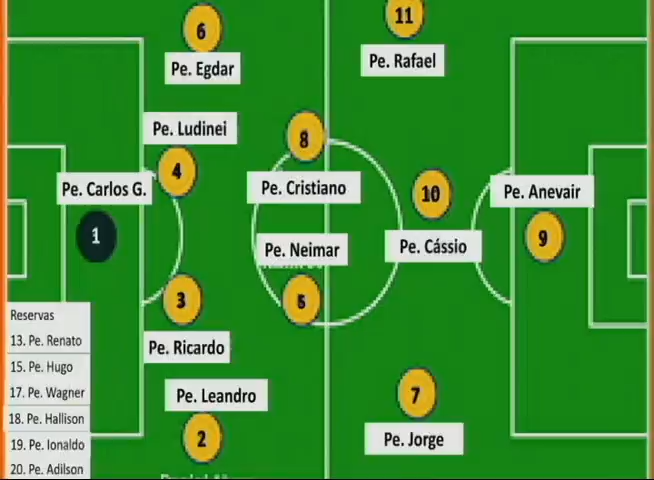 6
11
Pe. Egdar
Pe. Rafael
Pe. Ludinei
8
4
Pe. Carlos G.
Pe. Cristiano
10
Pe. Anevair
1
Pe. Neimar
Pe. Cássio
9
3
Reservas
13. Pe. Renato
Pe. Ricardo
15. Pe. Hugo
17. Pe. Wagner
Pe. Leandro
7
18. Pe. Hallison
2
Pe. Jorge
19. Pe. Ionaldo
20. Pe. Adilson